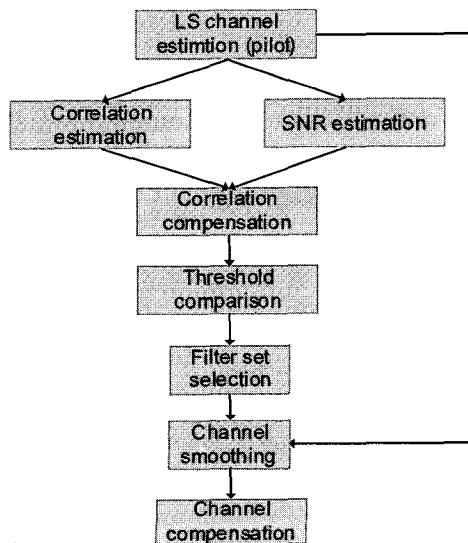 LS channel
estimtion (pilot)
Correlation
estimation
SNR estimation
Correlation
compensation
Threshold
comparison
Filter set
selection
Channel
smoothing
Channel
compensation